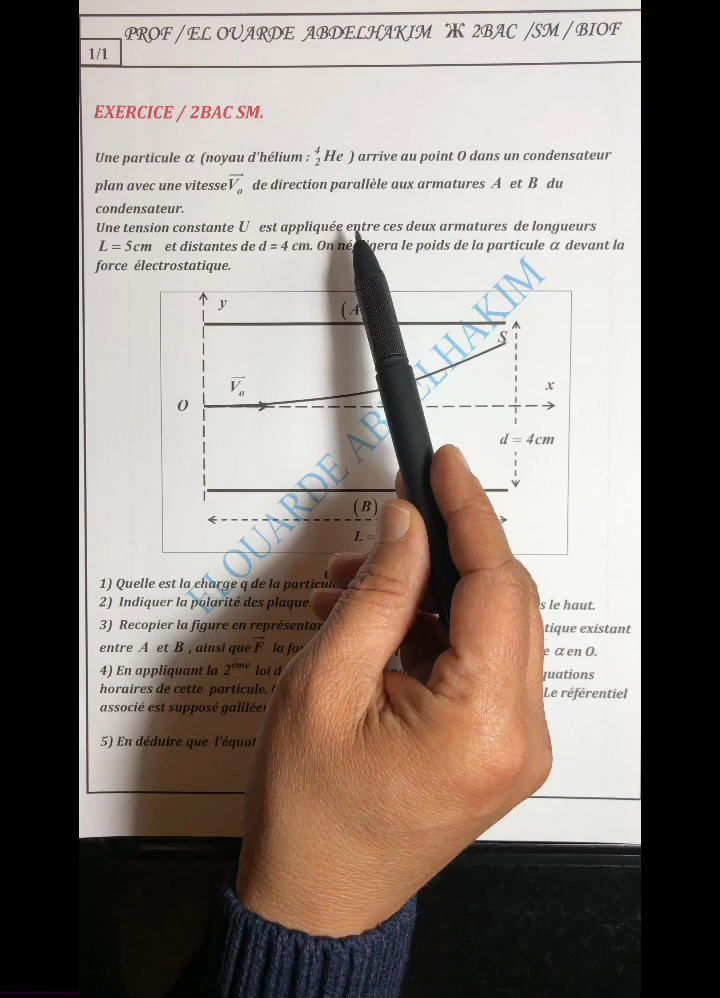 PROF / EL OUARDE ABDELHAKIM Ж 2BAC /SM / BIOF
1/1
EXERCICE / 2BAC SM.
Une particule α (noyau d'hélium : ⁴₂He ) arrive au point O dans un condensateur
plan avec une vitesse V₀ de direction parallèle aux armatures A et B du
condensateur.
Une tension constante U est appliquée entre ces deux armatures de longueurs
L = 5cm et distantes de d = 4 cm. On négligera le poids de la particule α devant la
force électrostatique.
y
(A
S
V₀
x
O
d = 4cm
(B)
L =
EL OUARDE ABDELHAKIM
1) Quelle est la charge q de la particule
2) Indiquer la polarité des plaque s le haut.
3) Recopier la figure en représentan tique existant
entre A et B , ainsi que F la for e α en O.
4) En appliquant la 2ème loi d quations
horaires de cette particule. Le référentiel
associé est supposé galiléen
5) En déduire que l'équat